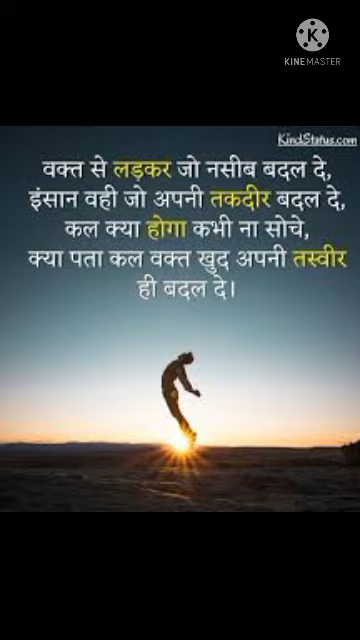 K
KINEMASTER
KindStatus.com
वक्त से लड़कर जो नसीब बदल दे,
इंसान वही जो अपनी तकदीर बदल दे,
कल क्या होगा कभी ना सोचे,
क्या पता कल वक्त खुद अपनी तस्वीर
ही बदल दे।